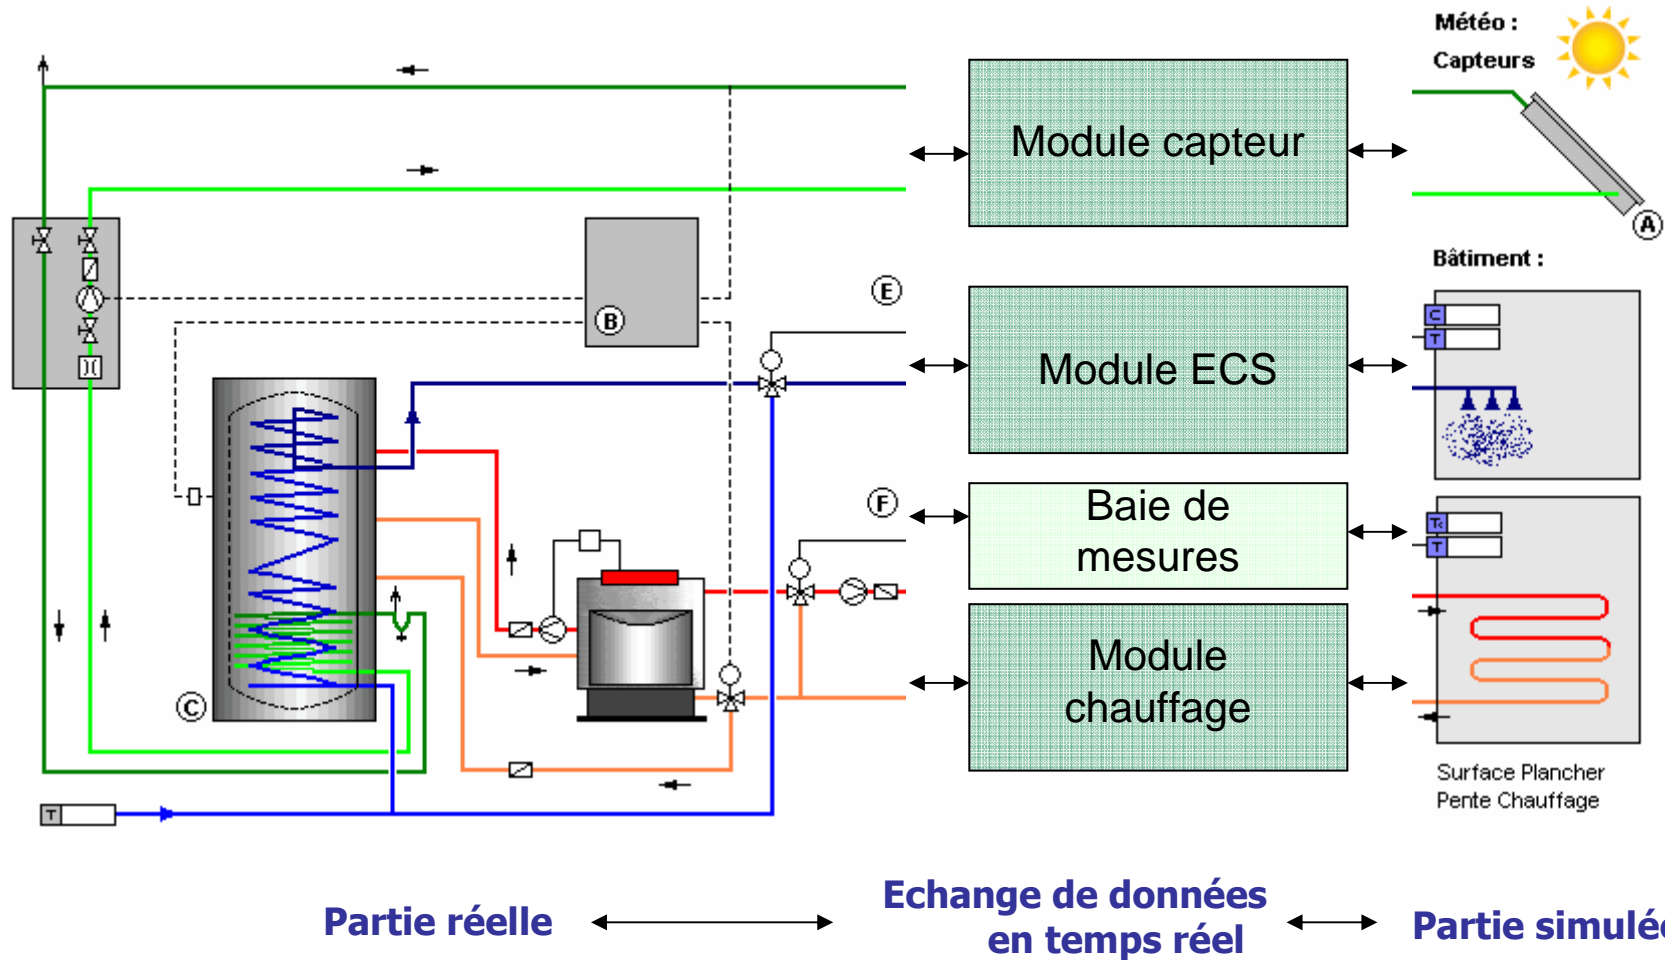 Météo :
Capteurs
Module capteur
A
Bâtiment :
E
B
C
T
Module ECS
F
Baie de
mesures
T
Module
chauffage
C
Surface Plancher
Pente Chauffage
T
Partie réelle
Echange de données
en temps réel
Partie simulée